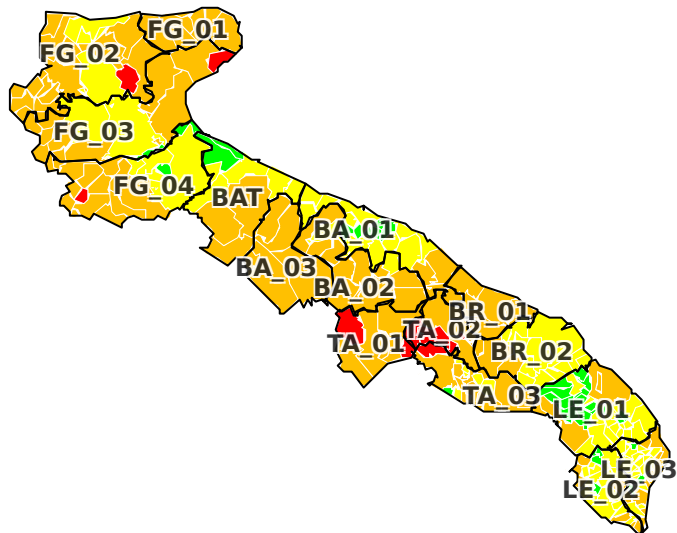 FG_01
FG_02
FG_03
FG_04
BAT
BA_01
BA_03
BA_02
BR_01
TA_02
TA_01
BR_02
TA_03
LE_01
LE_03
LE_02